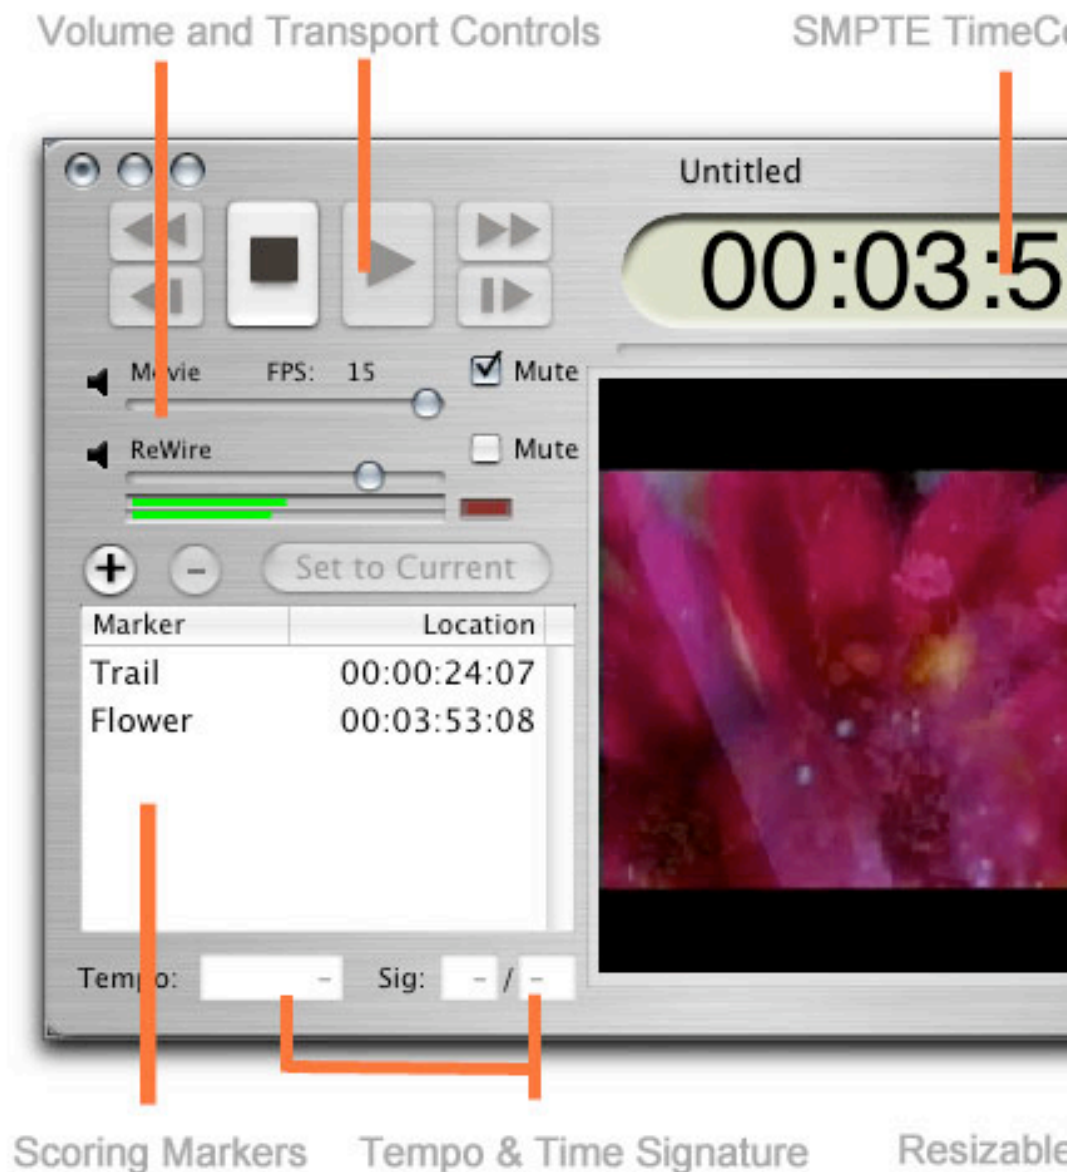 Volume and Transport Controls
SMPTE TimeCo
Untitled
00:03:5
Movie FPS: 15 Mute
ReWire Mute
+ - Set to Current
Marker Location
Trail 00:00:24:07
Flower 00:03:53:08
Tempo: - Sig: - / -
Scoring Markers
Tempo & Time Signature
Resizable